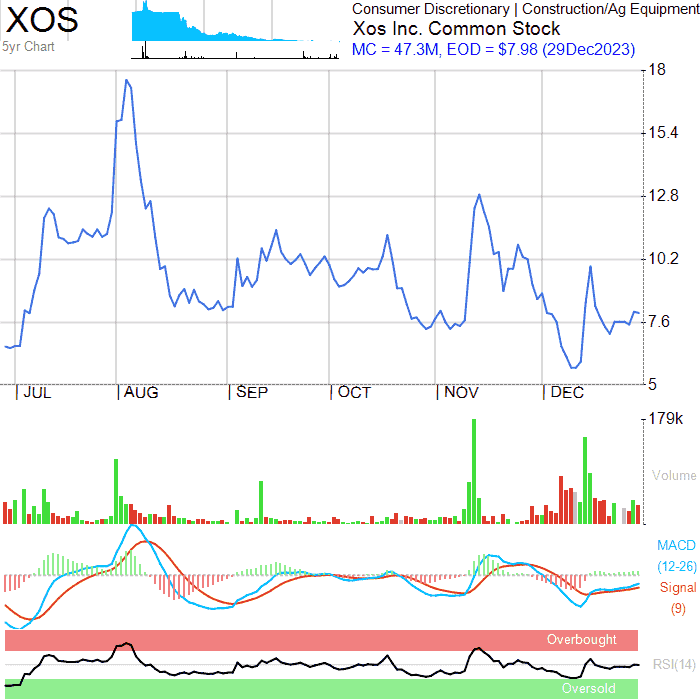 XOS
5yr Chart
Consumer Discretionary | Construction/Ag Equipment
Xos Inc. Common Stock
MC = 47.3M, EOD = $7.98 (29Dec2023)
18
15.4
12.8
10.2
7.6
5
| JUL | AUG | SEP | OCT | NOV | DEC
179k
Volume
MACD
(12-26)
Signal
(9)
Overbought
RSI(14)
Oversold